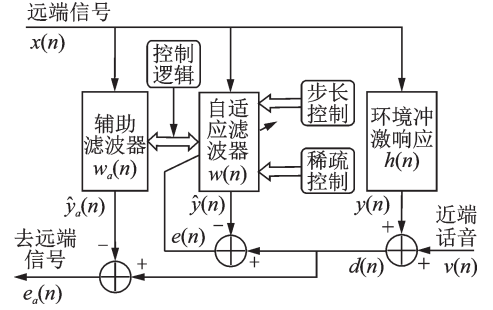 远端信号
x(n)
控制
逻辑
辅助
滤波器
wₐ(n)
自适
应滤
波器
w(n)
步长
控制
稀疏
控制
环境冲
激响应
h(n)
ŷₐ(n)
ŷ(n)
y(n)
近端
话音
v(n)
去远端
信号
eₐ(n)
e(n)
d(n)
−
+
−
+
+
+